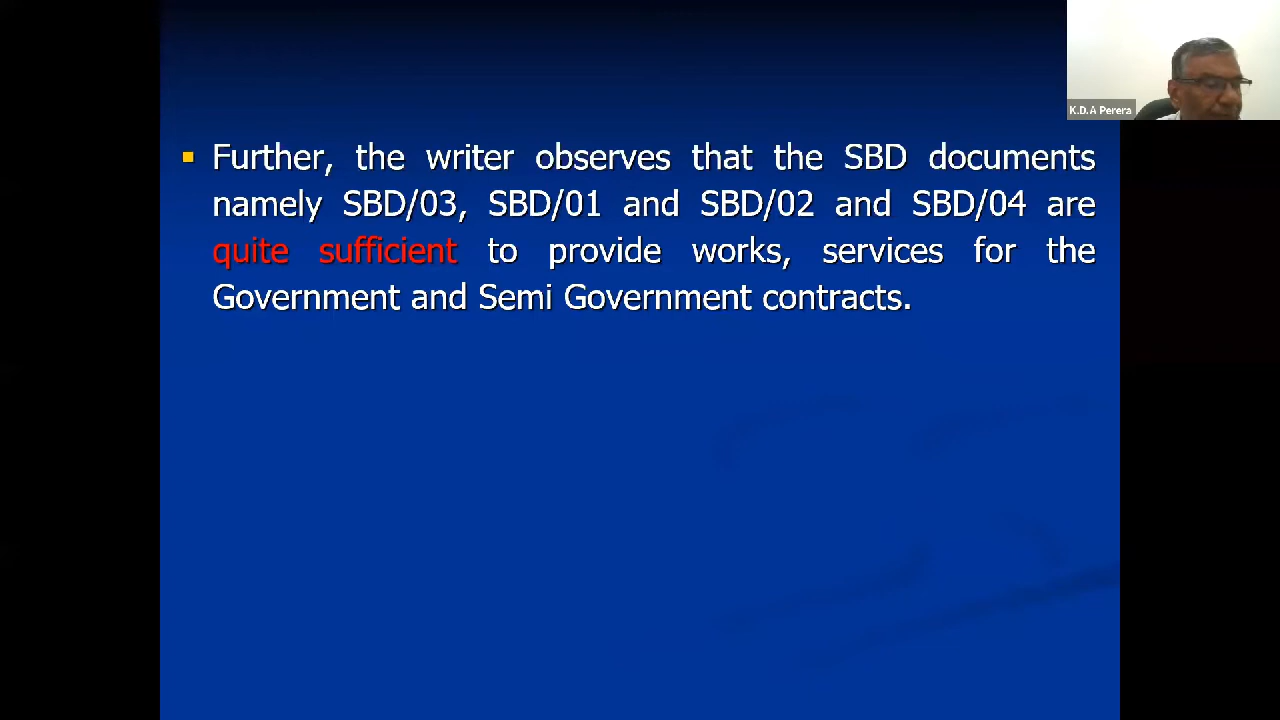 K.D.A Perera
Further, the writer observes that the SBD documents
namely SBD/03, SBD/01 and SBD/02 and SBD/04 are
quite sufficient to provide works, services for the
Government and Semi Government contracts.